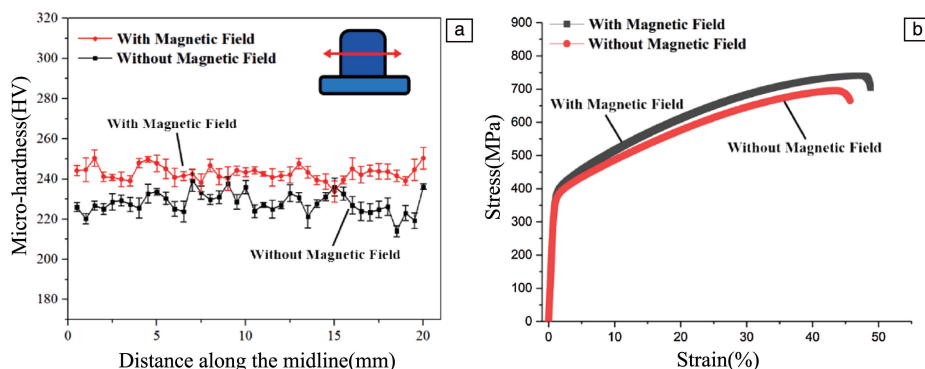 a
With Magnetic Field
Without Magnetic Field
With Magnetic Field
Without Magnetic Field
Micro-hardness(HV)
320
300
280
260
240
220
200
180
0
5
10
15
20
Distance along the midline(mm)
b
With Magnetic Field
Without Magnetic Field
With Magnetic Field
Without Magnetic Field
Stress(MPa)
900
800
700
600
500
400
300
200
100
0
0
10
20
30
40
50
Strain(%)